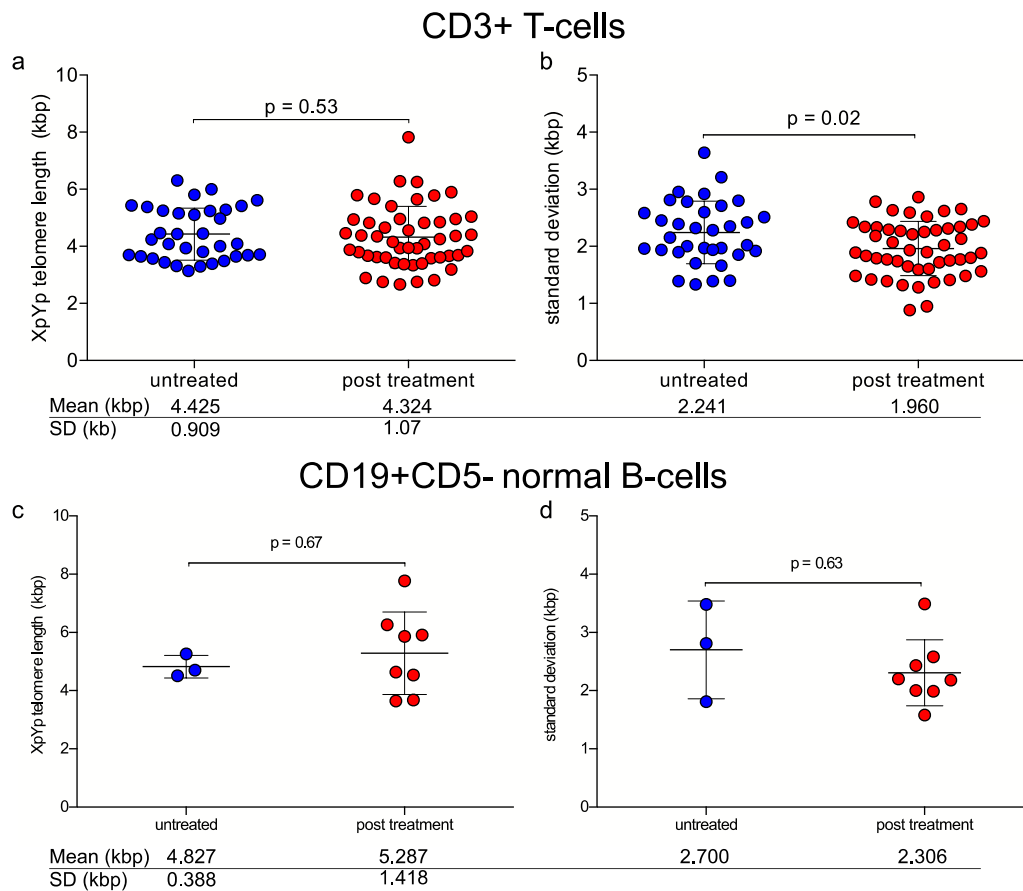 CD3+ T-cells
a
b
XpYp telomere length (kbp)
10
8
6
4
2
0
p = 0.53
untreated
post treatment
standard deviation (kbp)
5
4
3
2
1
0
p = 0.02
untreated
post treatment
Mean (kbp) 4.425 4.324 2.241 1.960
SD (kb) 0.909 1.07
CD19+CD5- normal B-cells
c
d
XpYp telomere length (kbp)
10
8
6
4
2
0
p = 0.67
untreated
post treatment
standard deviation (kbp)
5
4
3
2
1
0
p = 0.63
untreated
post treatment
Mean (kbp) 4.827 5.287 2.700 2.306
SD (kbp) 0.388 1.418